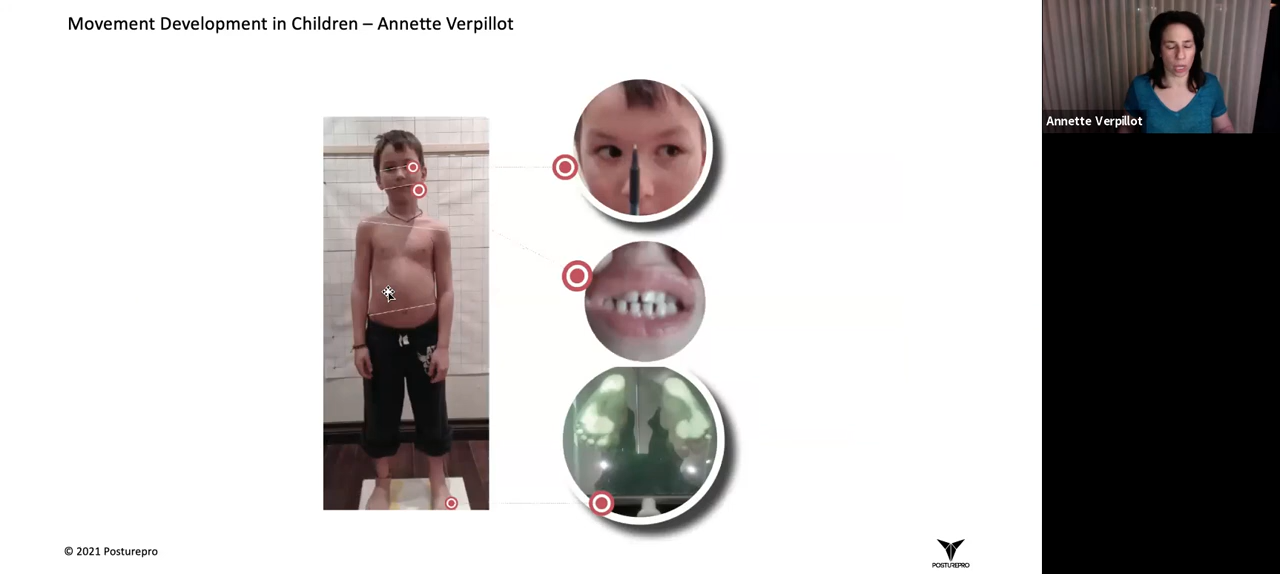 Movement Development in Children – Annette Verpillot
Annette Verpillot
© 2021 Posturepro
POSTUREPRO